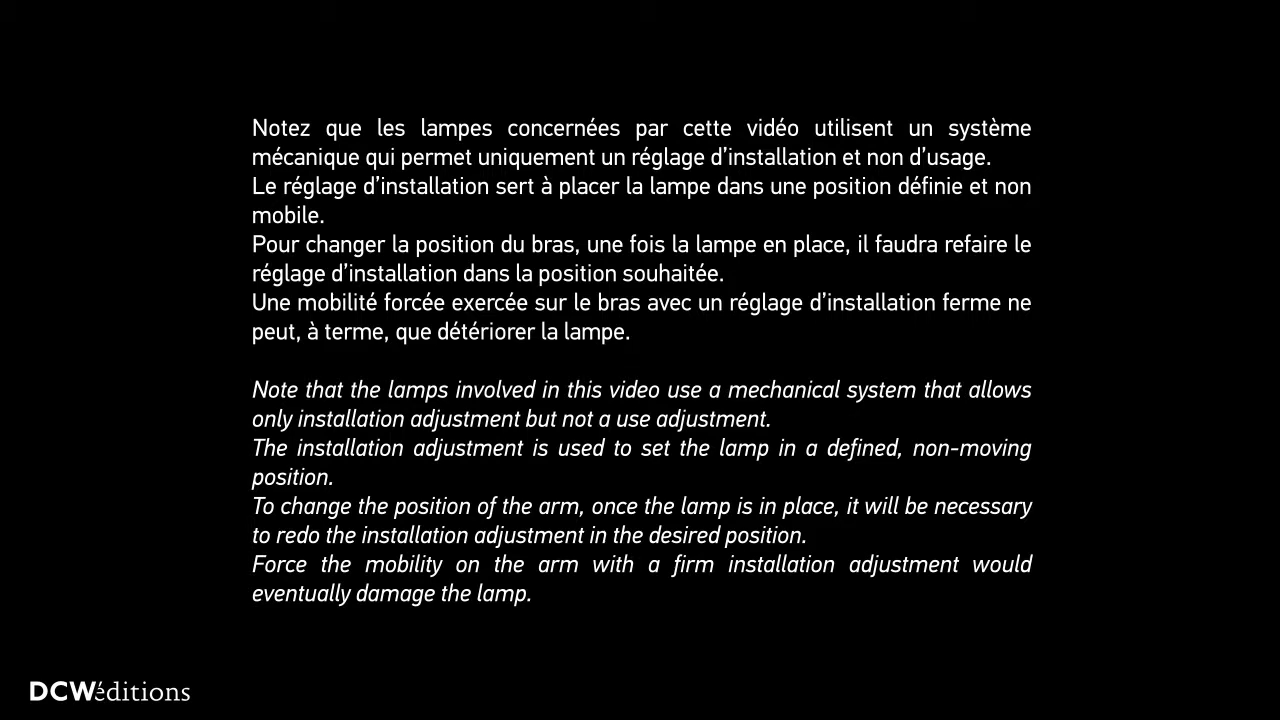 Notez que les lampes concernées par cette vidéo utilisent un système
mécanique qui permet uniquement un réglage d’installation et non d’usage.
Le réglage d’installation sert à placer la lampe dans une position définie et non
mobile.
Pour changer la position du bras, une fois la lampe en place, il faudra refaire le
réglage d’installation dans la position souhaitée.
Une mobilité forcée exercée sur le bras avec un réglage d’installation ferme ne
peut, à terme, que détériorer la lampe.
Note that the lamps involved in this video use a mechanical system that allows
only installation adjustment but not a use adjustment.
The installation adjustment is used to set the lamp in a defined, non-moving
position.
To change the position of the arm, once the lamp is in place, it will be necessary
to redo the installation adjustment in the desired position.
Force the mobility on the arm with a firm installation adjustment would
eventually damage the lamp.
DCWéditions